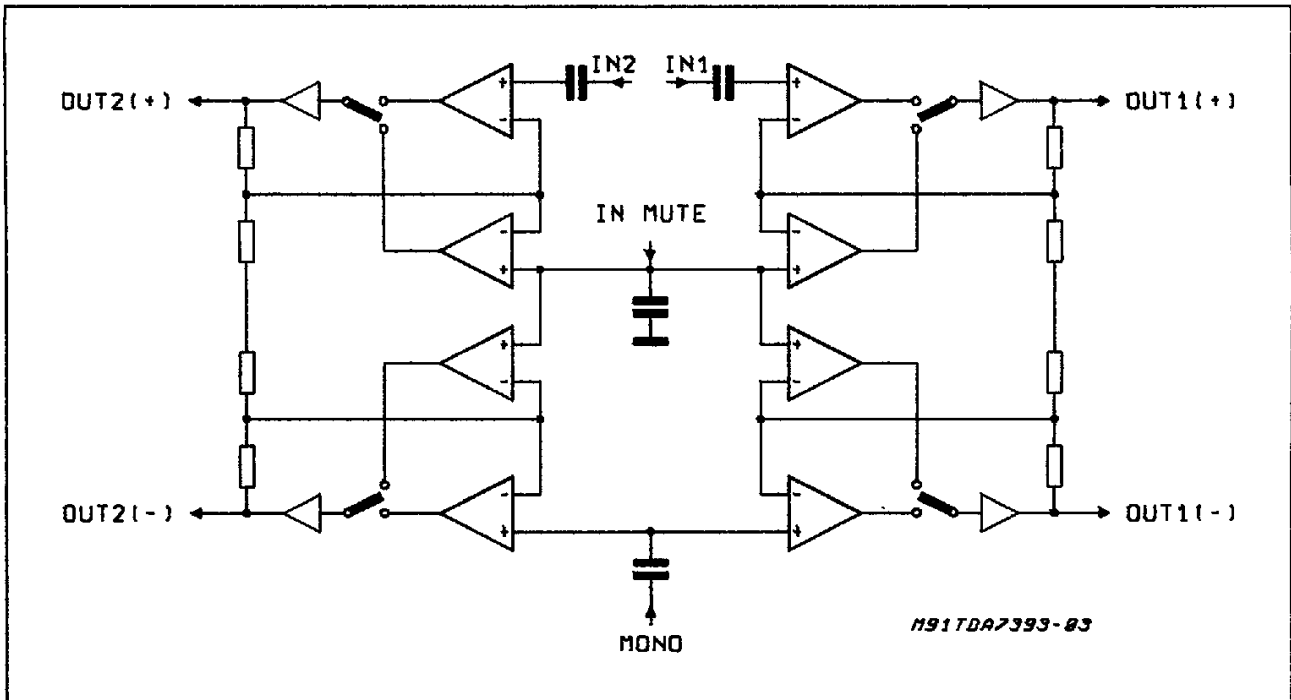 IN2 IN1
OUT2(+) OUT1(+)
+ +
- -
IN MUTE
- -
+ +
+ +
- -
- -
OUT2(-) OUT1(-)
+ +
MONO
M91TDA7393-03